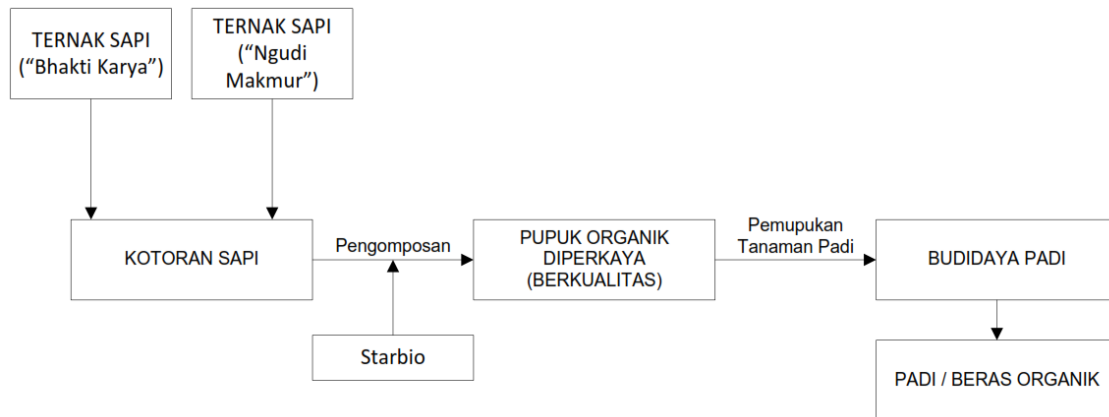 TERNAK SAPI
(“Bhakti Karya”)
TERNAK SAPI
(“Ngudi
Makmur”)
KOTORAN SAPI
Pengomposan
PUPUK ORGANIK
DIPERKAYA
(BERKUALITAS)
Pemupukan
Tanaman Padi
BUDIDAYA PADI
Starbio
PADI / BERAS ORGANIK